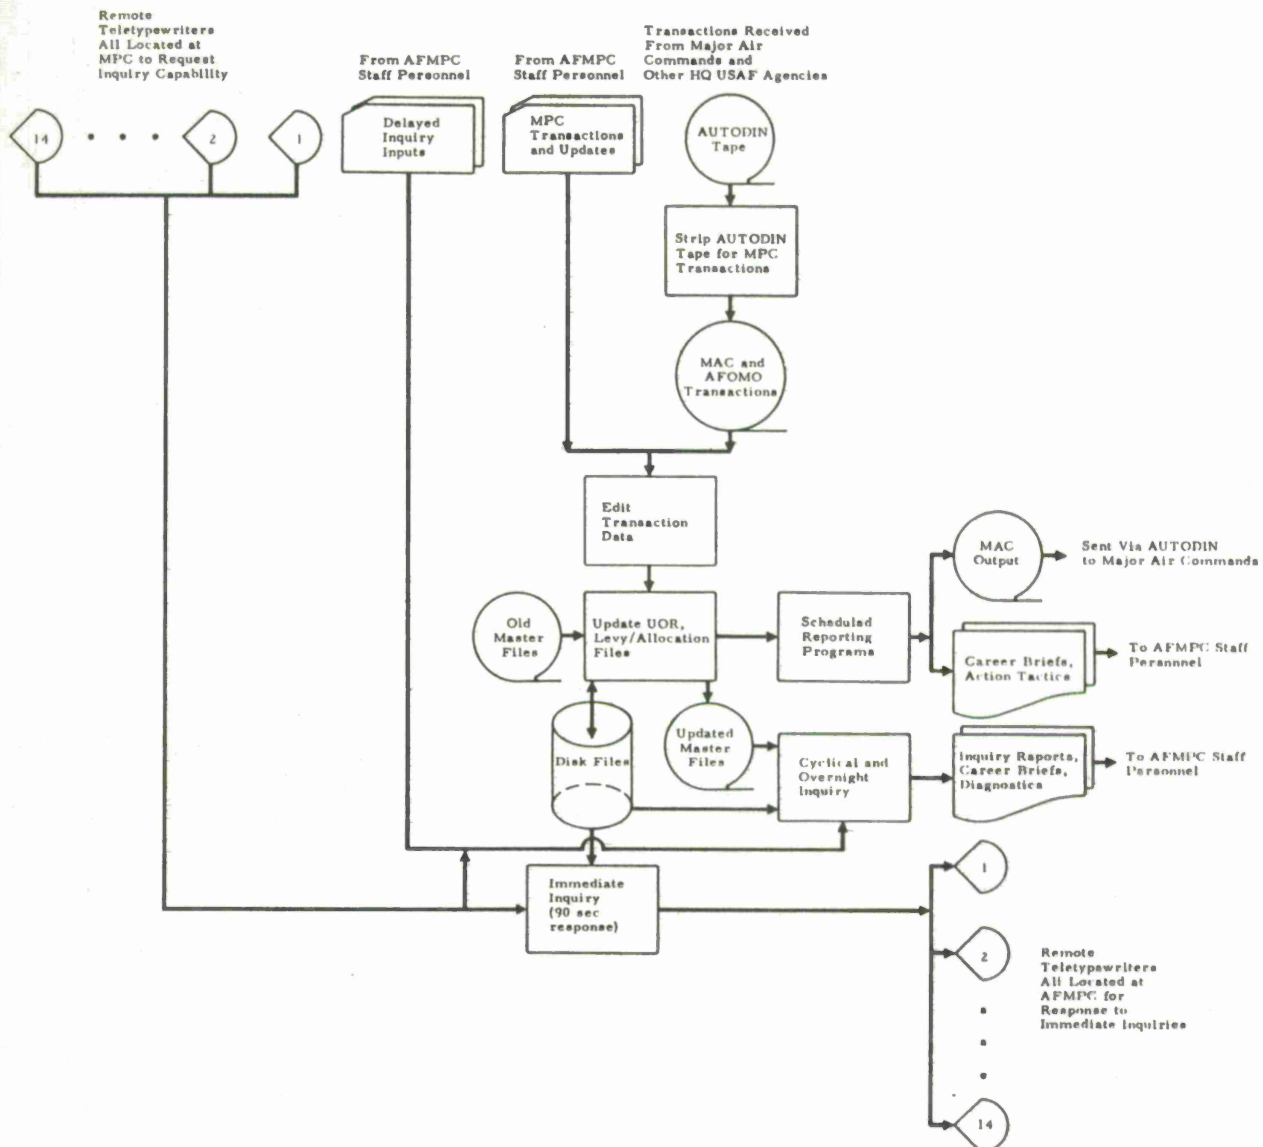 Remote
Teletypewriters
All Located at
MPC to Request
Inquiry Capability
14
2
1
From AFMPC
Staff Personnel
Delayed
Inquiry
Inputs
From AFMPC
Staff Personnel
MPC
Transactions
and Updates
Transactions Received
From Major Air
Commands and
Other HQ USAF Agencies
AUTODIN
Tape
Strip AUTODIN
Tape for MPC
Transactions
MAC and
AFOMO
Transactions
Edit
Transaction
Data
Old
Master
Files
Update UOR,
Levy/Allocation
Files
Scheduled
Reporting
Programs
MAC
Output
Sent Via AUTODIN
to Major Air Commands
Career Briefs,
Action Tactics
To AFMPC Staff
Personnel
Disk Files
Updated
Master
Files
Cyclical and
Overnight
Inquiry
Inquiry Reports,
Career Briefs,
Diagnostics
To AFMPC Staff
Personnel
Immediate
Inquiry
(90 sec
response)
1
2
14
Remote
Teletypewriters
All Located at
AFMPC for
Response to
Immediate Inquiries